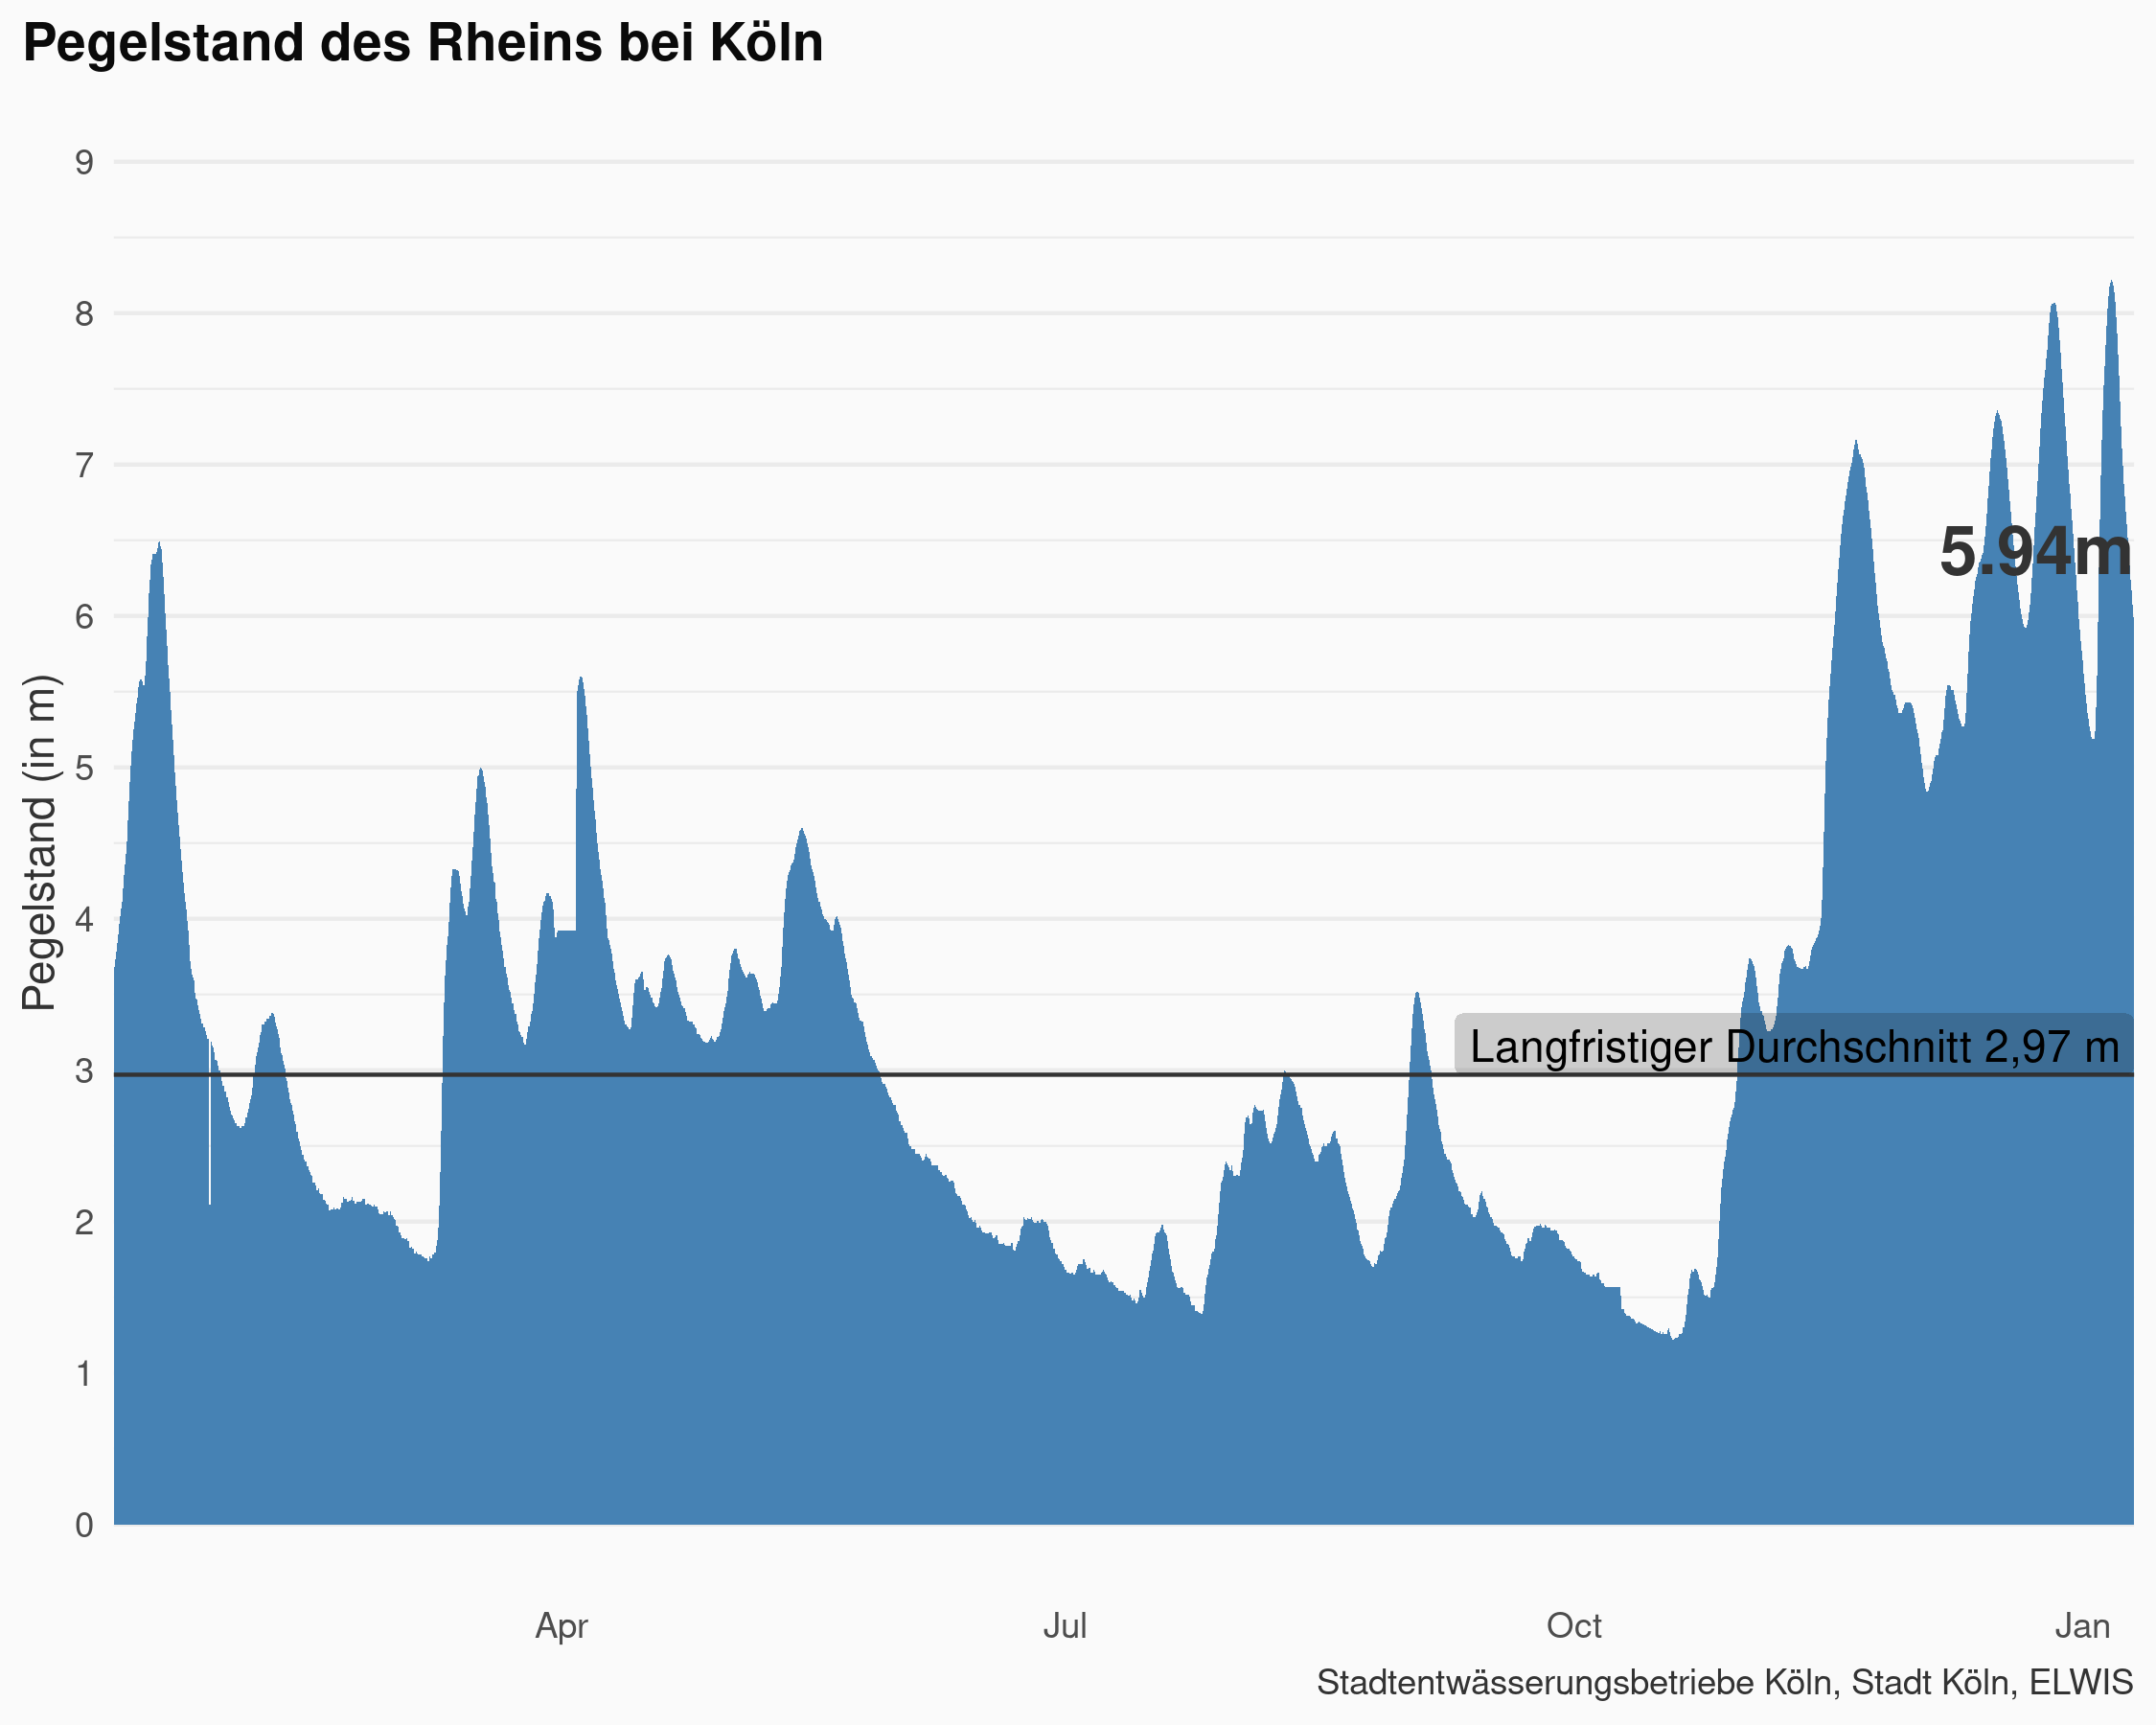 Pegelstand des Rheins bei Köln
Pegelstand (in m)
9
8
7
6
5
4
3
2
1
0
5.94m
Langfristiger Durchschnitt 2,97 m
Apr Jul Oct Jan
Stadtentwässerungsbetriebe Köln, Stadt Köln, ELWIS